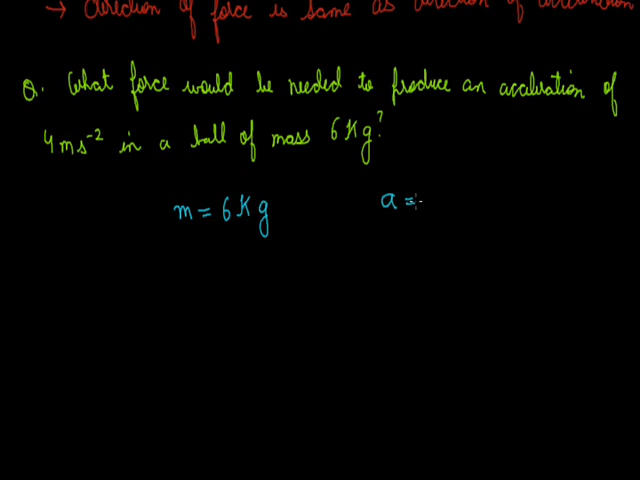 → direction of force is same as direction of acceleration
Q. What force would be needed to produce an acceleration of
4 ms⁻² in a ball of mass 6 Kg?
m = 6 Kg a =